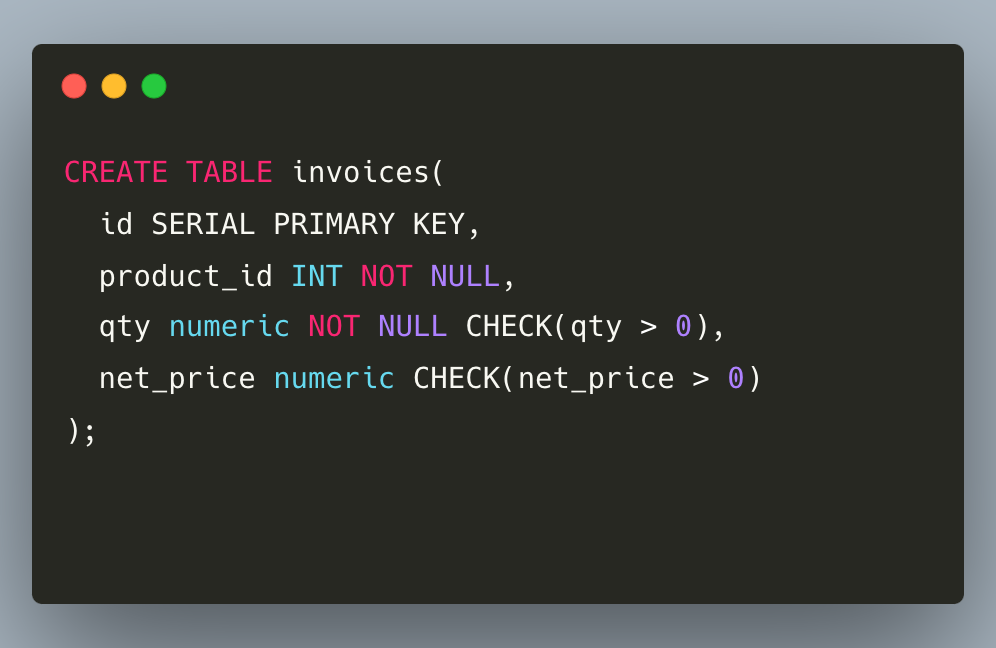 CREATE TABLE invoices(
  id SERIAL PRIMARY KEY,
  product_id INT NOT NULL,
  qty numeric NOT NULL CHECK(qty > 0),
  net_price numeric CHECK(net_price > 0)
);